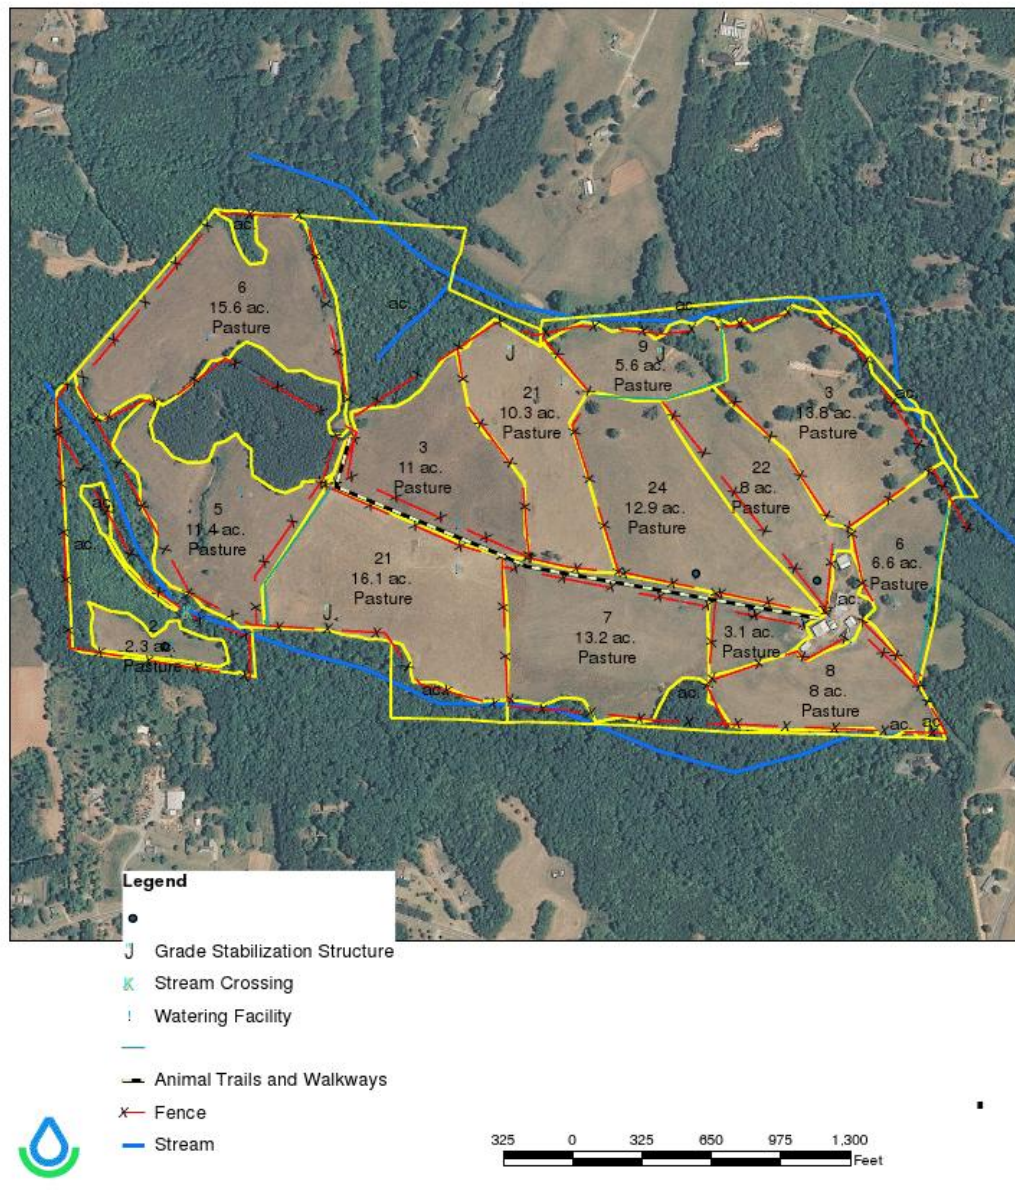 ac.
6
15.6 ac.
Pasture
ac.
ac.
9
5.6 ac.
Pasture
21
10.3 ac.
Pasture
3
13.8 ac.
Pasture
ac.
3
11 ac.
Pasture
22
8 ac.
Pasture
24
12.9 ac.
Pasture
5
11.4 ac.
Pasture
ac.
ac.
21
16.1 ac.
Pasture
6
6.6 ac.
Pasture
7
13.2 ac.
Pasture
ac.
3.1 ac.
Pasture
4
2
2.3 ac.
Pasture
8
8 ac.
Pasture
ac.
ac.
ac.
ac.
Legend
Grade Stabilization Structure
Stream Crossing
Watering Facility
Animal Trails and Walkways
Fence
Stream
325 0 325 650 975 1,300
Feet